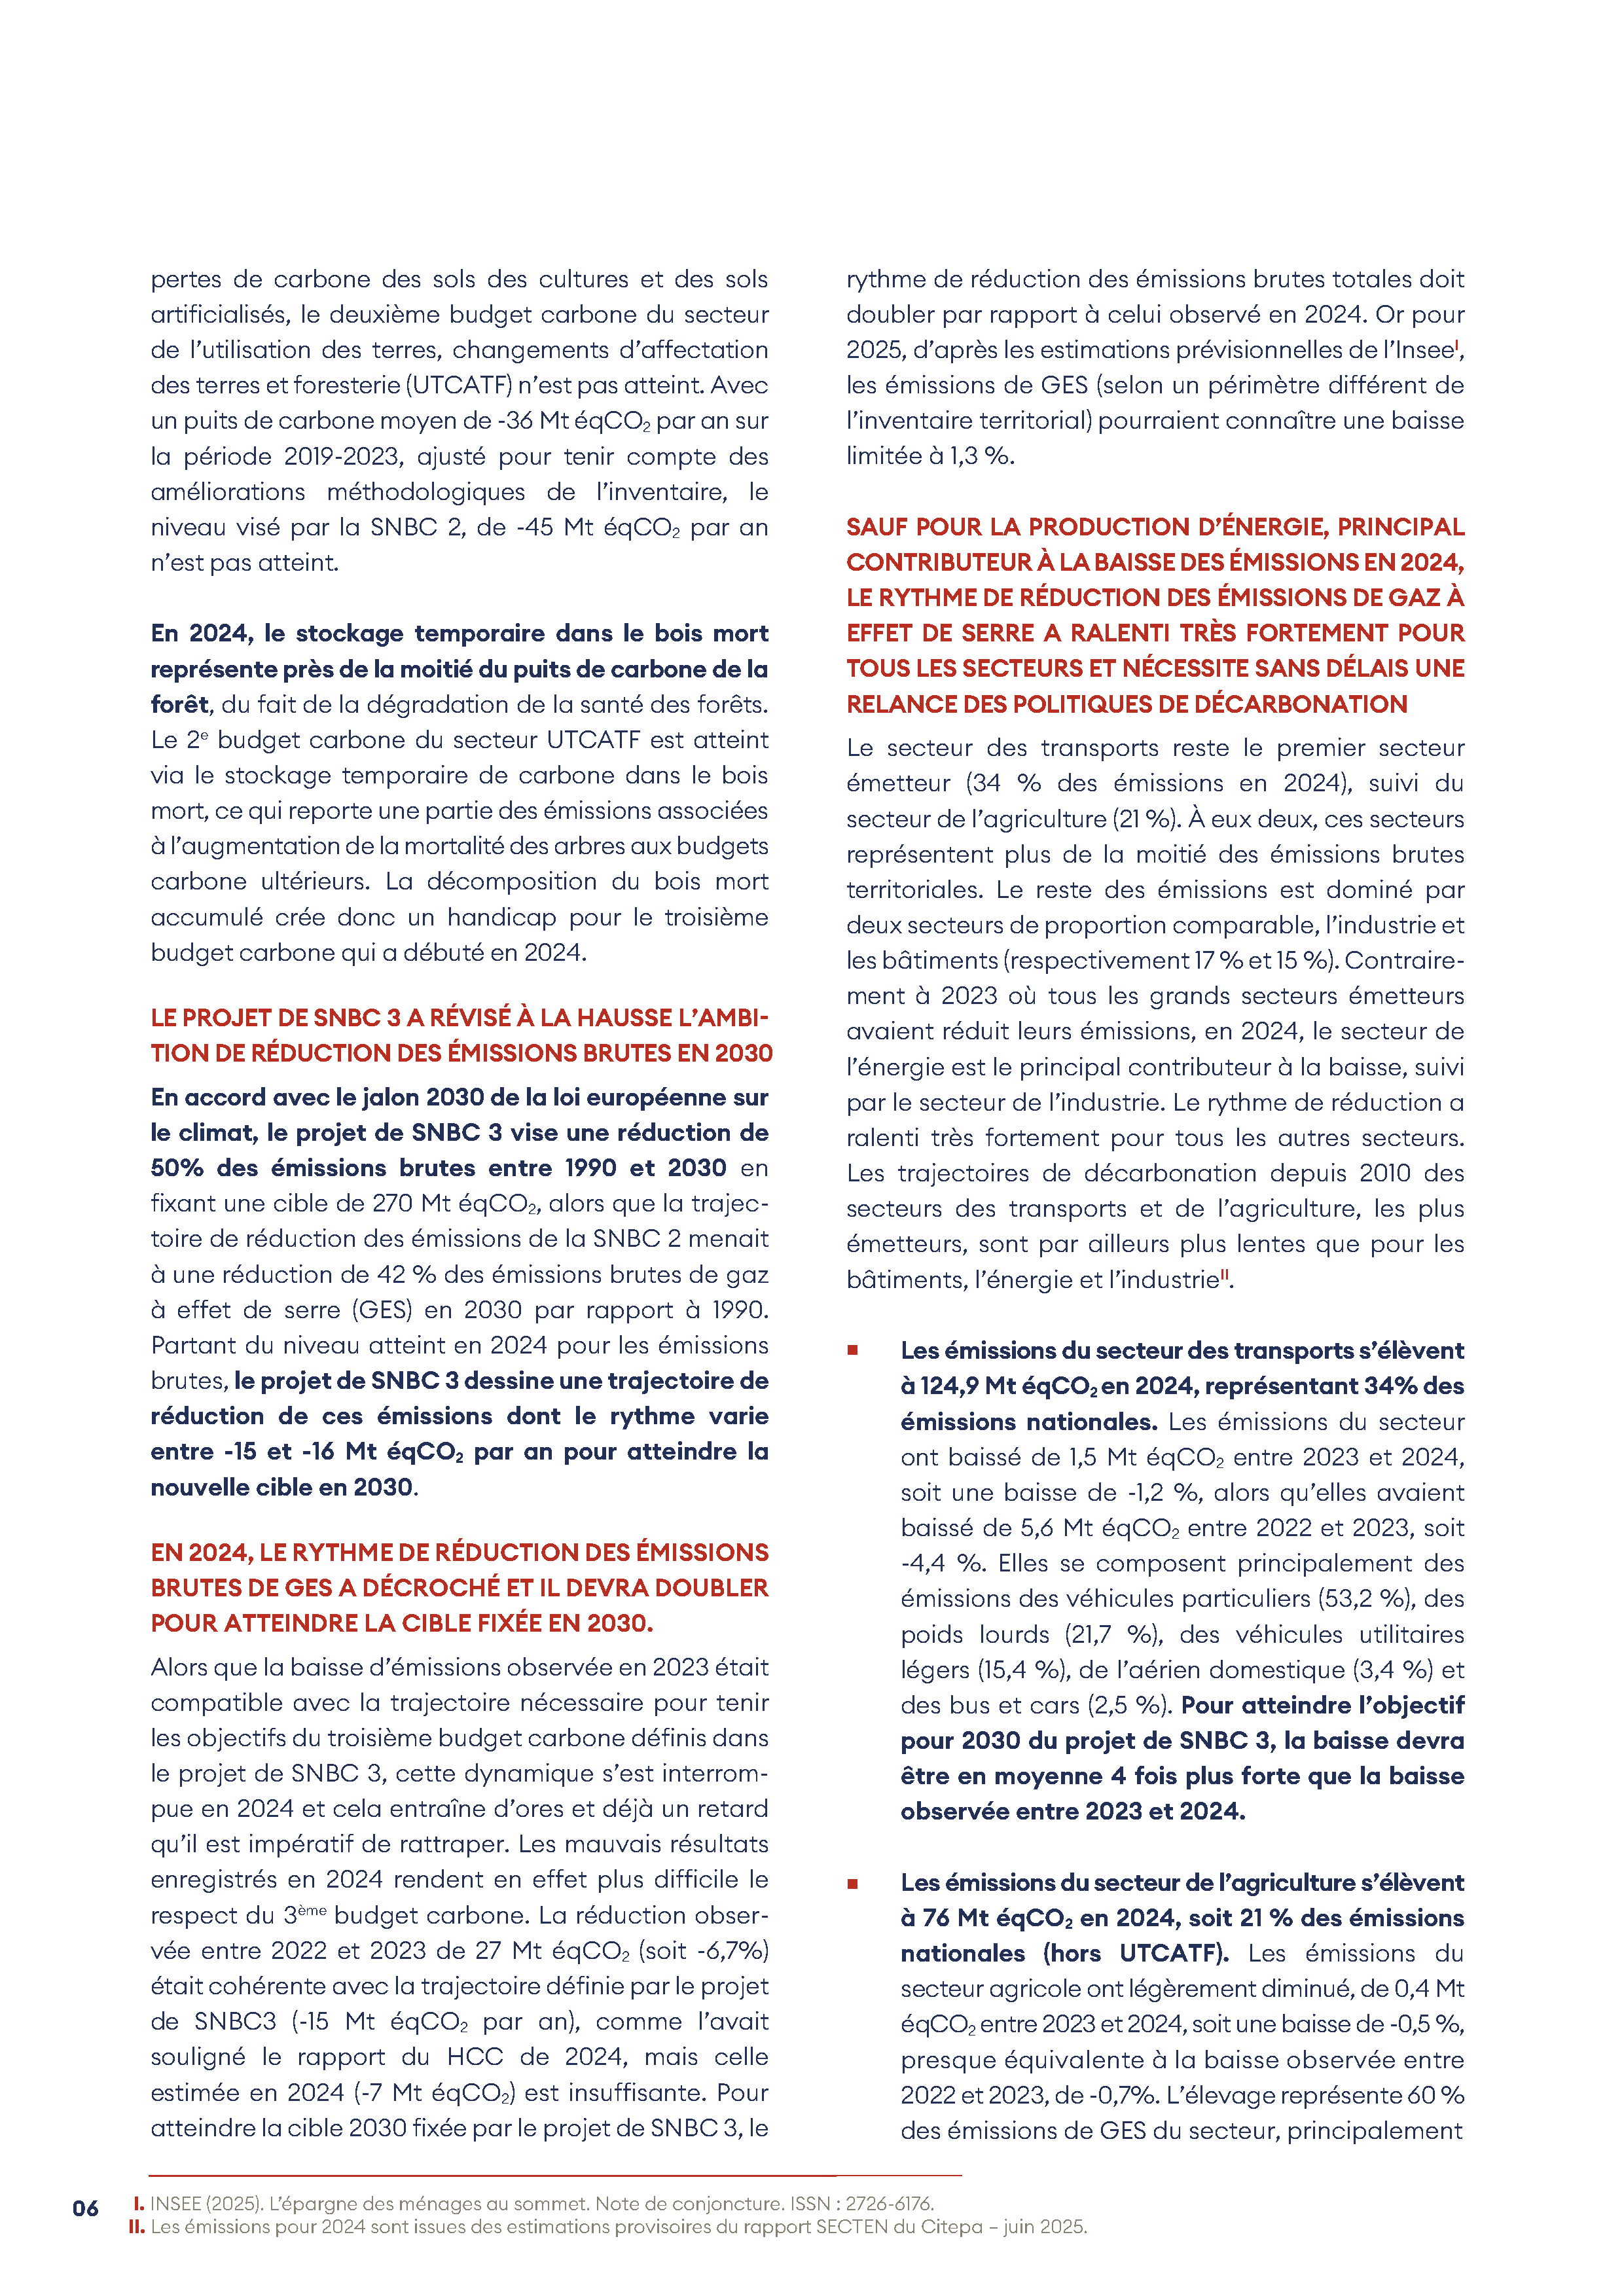 pertes de carbone des sols des cultures et des sols
artificialisés, le deuxième budget carbone du secteur
de l’utilisation des terres, changements d’affectation
des terres et foresterie (UTCATF) n’est pas atteint. Avec
un puits de carbone moyen de -36 Mt éqCO₂ par an sur
la période 2019-2023, ajusté pour tenir compte des
améliorations méthodologiques de l’inventaire, le
niveau visé par la SNBC 2, de -45 Mt éqCO₂ par an
n’est pas atteint.
En 2024, le stockage temporaire dans le bois mort
représente près de la moitié du puits de carbone de la
forêt, du fait de la dégradation de la santé des forêts.
Le 2ᵉ budget carbone du secteur UTCATF est atteint
via le stockage temporaire de carbone dans le bois
mort, ce qui reporte une partie des émissions associées
à l’augmentation de la mortalité des arbres aux budgets
carbone ultérieurs. La décomposition du bois mort
accumulé crée donc un handicap pour le troisième
budget carbone qui a débuté en 2024.
LE PROJET DE SNBC 3 A RÉVISÉ À LA HAUSSE L’AMBI-
TION DE RÉDUCTION DES ÉMISSIONS BRUTES EN 2030
En accord avec le jalon 2030 de la loi européenne sur
le climat, le projet de SNBC 3 vise une réduction de
50% des émissions brutes entre 1990 et 2030 en
fixant une cible de 270 Mt éqCO₂, alors que la trajec-
toire de réduction des émissions de la SNBC 2 menait
à une réduction de 42 % des émissions brutes de gaz
à effet de serre (GES) en 2030 par rapport à 1990.
Partant du niveau atteint en 2024 pour les émissions
brutes, le projet de SNBC 3 dessine une trajectoire de
réduction de ces émissions dont le rythme varie
entre -15 et -16 Mt éqCO₂ par an pour atteindre la
nouvelle cible en 2030.
EN 2024, LE RYTHME DE RÉDUCTION DES ÉMISSIONS
BRUTES DE GES A DÉCROCHÉ ET IL DEVRA DOUBLER
POUR ATTEINDRE LA CIBLE FIXÉE EN 2030.
Alors que la baisse d’émissions observée en 2023 était
compatible avec la trajectoire nécessaire pour tenir
les objectifs du troisième budget carbone définis dans
le projet de SNBC 3, cette dynamique s’est interrom-
pue en 2024 et cela entraîne d’ores et déjà un retard
qu’il est impératif de rattraper. Les mauvais résultats
enregistrés en 2024 rendent en effet plus difficile le
respect du 3ème budget carbone. La réduction obser-
vée entre 2022 et 2023 de 27 Mt éqCO₂ (soit -6,7%)
était cohérente avec la trajectoire définie par le projet
de SNBC3 (-15 Mt éqCO₂ par an), comme l’avait
souligné le rapport du HCC de 2024, mais celle
estimée en 2024 (-7 Mt éqCO₂) est insuffisante. Pour
atteindre la cible 2030 fixée par le projet de SNBC 3, le
rythme de réduction des émissions brutes totales doit
doubler par rapport à celui observé en 2024. Or pour
2025, d’après les estimations prévisionnelles de l’Inseeᴵ,
les émissions de GES (selon un périmètre différent de
l’inventaire territorial) pourraient connaître une baisse
limitée à 1,3 %.
SAUF POUR LA PRODUCTION D’ÉNERGIE, PRINCIPAL
CONTRIBUTEUR À LA BAISSE DES ÉMISSIONS EN 2024,
LE RYTHME DE RÉDUCTION DES ÉMISSIONS DE GAZ À
EFFET DE SERRE A RALENTI TRÈS FORTEMENT POUR
TOUS LES SECTEURS ET NÉCESSITE SANS DÉLAIS UNE
RELANCE DES POLITIQUES DE DÉCARBONATION
Le secteur des transports reste le premier secteur
émetteur (34 % des émissions en 2024), suivi du
secteur de l’agriculture (21 %). À eux deux, ces secteurs
représentent plus de la moitié des émissions brutes
territoriales. Le reste des émissions est dominé par
deux secteurs de proportion comparable, l’industrie et
les bâtiments (respectivement 17 % et 15 %). Contraire-
ment à 2023 où tous les grands secteurs émetteurs
avaient réduit leurs émissions, en 2024, le secteur de
l’énergie est le principal contributeur à la baisse, suivi
par le secteur de l’industrie. Le rythme de réduction a
ralenti très fortement pour tous les autres secteurs.
Les trajectoires de décarbonation depuis 2010 des
secteurs des transports et de l’agriculture, les plus
émetteurs, sont par ailleurs plus lentes que pour les
bâtiments, l’énergie et l’industrieᴵᴵ.
▪ Les émissions du secteur des transports s’élèvent
à 124,9 Mt éqCO₂ en 2024, représentant 34% des
émissions nationales. Les émissions du secteur
ont baissé de 1,5 Mt éqCO₂ entre 2023 et 2024,
soit une baisse de -1,2 %, alors qu’elles avaient
baissé de 5,6 Mt éqCO₂ entre 2022 et 2023, soit
-4,4 %. Elles se composent principalement des
émissions des véhicules particuliers (53,2 %), des
poids lourds (21,7 %), des véhicules utilitaires
légers (15,4 %), de l’aérien domestique (3,4 %) et
des bus et cars (2,5 %). Pour atteindre l’objectif
pour 2030 du projet de SNBC 3, la baisse devra
être en moyenne 4 fois plus forte que la baisse
observée entre 2023 et 2024.
▪ Les émissions du secteur de l’agriculture s’élèvent
à 76 Mt éqCO₂ en 2024, soit 21 % des émissions
nationales (hors UTCATF). Les émissions du
secteur agricole ont légèrement diminué, de 0,4 Mt
éqCO₂ entre 2023 et 2024, soit une baisse de -0,5 %,
presque équivalente à la baisse observée entre
2022 et 2023, de -0,7%. L’élevage représente 60 %
des émissions de GES du secteur, principalement
06
I. INSEE (2025). L’épargne des ménages au sommet. Note de conjoncture. ISSN : 2726-6176.
II. Les émissions pour 2024 sont issues des estimations provisoires du rapport SECTEN du Citepa – juin 2025.